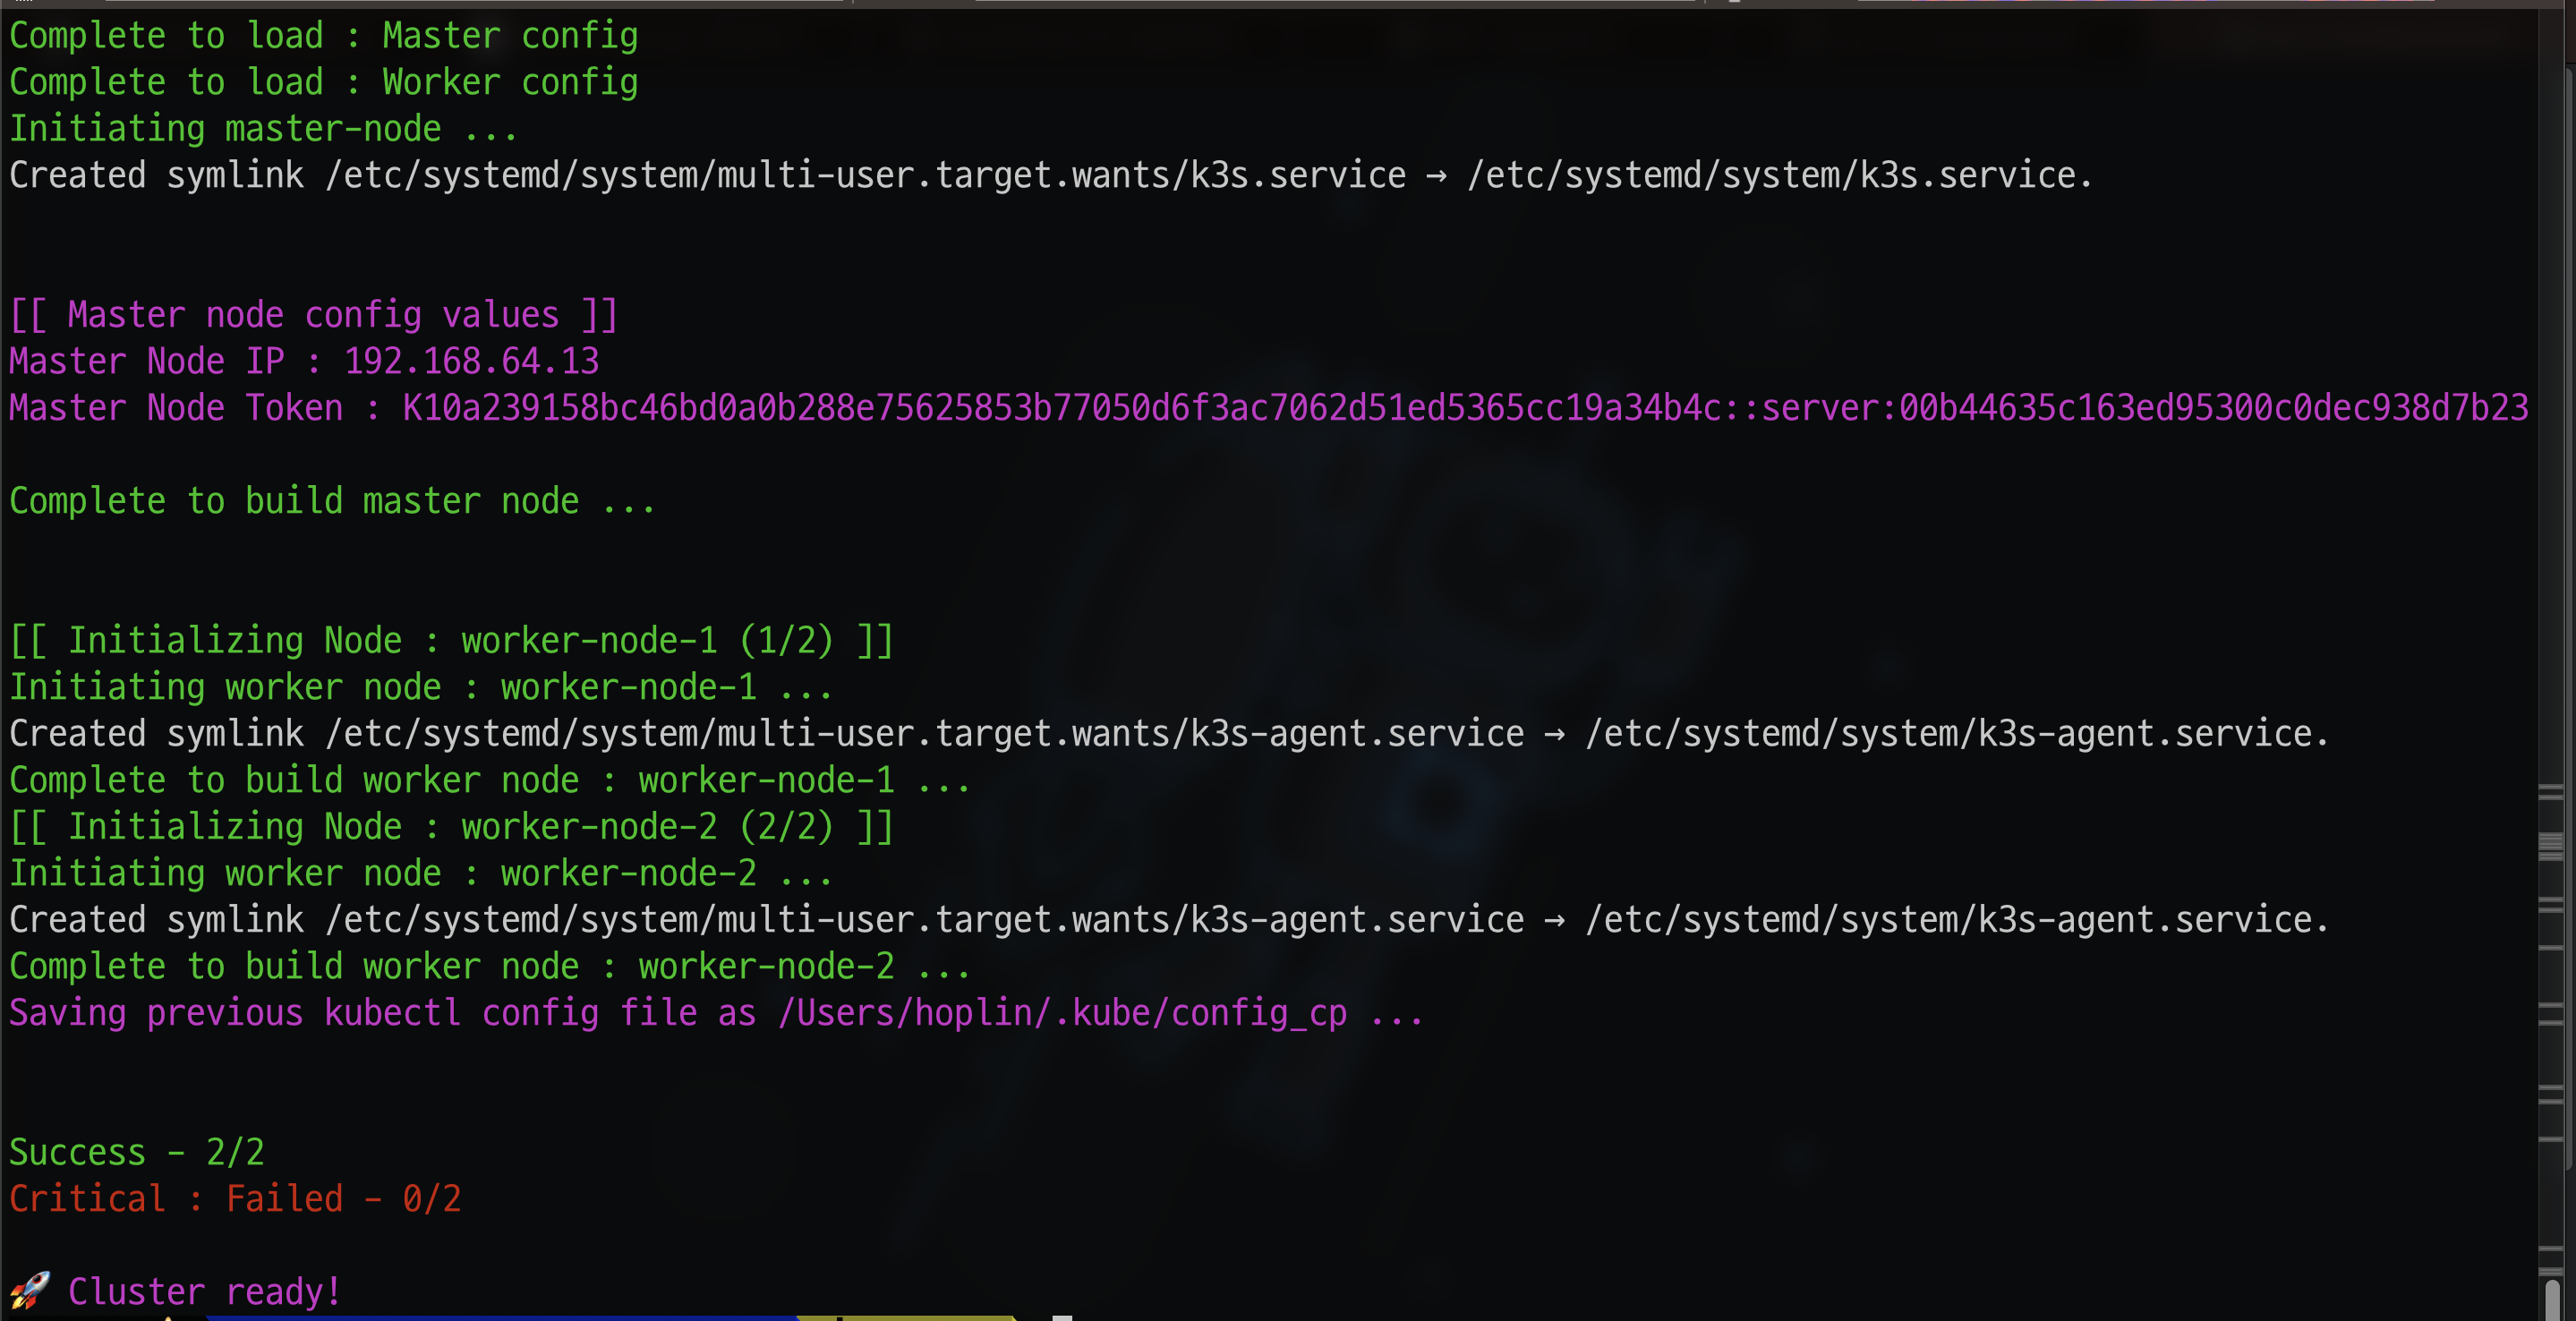 Complete to load : Master config
Complete to load : Worker config
Initiating master-node ...
Created symlink /etc/systemd/system/multi-user.target.wants/k3s.service → /etc/systemd/system/k3s.service.
[[ Master node config values ]]
Master Node IP : 192.168.64.13
Master Node Token : K10a239158bc46bd0a0b288e75625853b77050d6f3ac7062d51ed5365cc19a34b4c::server:00b44635c163ed95300c0dec938d7b23
Complete to build master node ...
[[ Initializing Node : worker-node-1 (1/2) ]]
Initiating worker node : worker-node-1 ...
Created symlink /etc/systemd/system/multi-user.target.wants/k3s-agent.service → /etc/systemd/system/k3s-agent.service.
Complete to build worker node : worker-node-1 ...
[[ Initializing Node : worker-node-2 (2/2) ]]
Initiating worker node : worker-node-2 ...
Created symlink /etc/systemd/system/multi-user.target.wants/k3s-agent.service → /etc/systemd/system/k3s-agent.service.
Complete to build worker node : worker-node-2 ...
Saving previous kubectl config file as /Users/hoplin/.kube/config_cp ...
Success - 2/2
Critical : Failed - 0/2
🚀 Cluster ready!